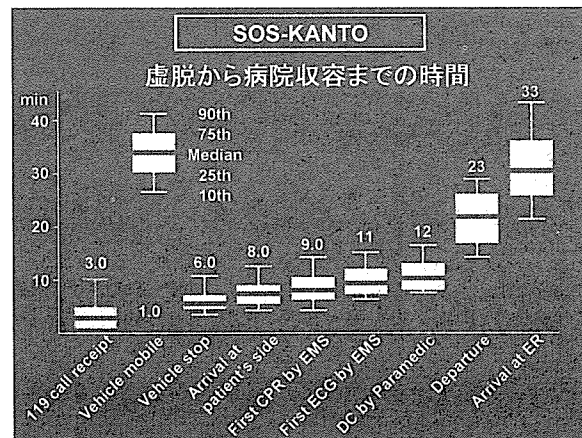 SOS-KANTO
虚脱から病院収容までの時間
min
40
30
20
10
90th
75th
Median
25th
10th
3.0
1.0
6.0
8.0
9.0
11
12
23
33
119 call receipt
Vehicle mobile
Vehicle stop
Arrival at
patient's side
First CPR by EMS
First ECG by EMS
DC by Paramedic
Departure
Arrival at ER